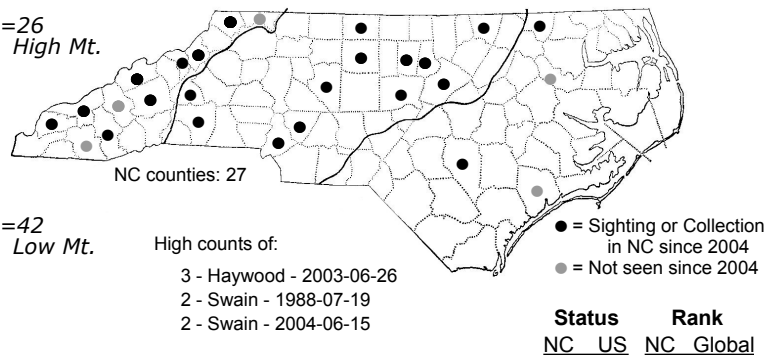 =26
High Mt.
NC counties: 27
=42
Low Mt.
High counts of:
3 - Haywood - 2003-06-26
2 - Swain - 1988-07-19
2 - Swain - 2004-06-15
= Sighting or Collection
in NC since 2004
= Not seen since 2004
Status Rank
NC US NC Global